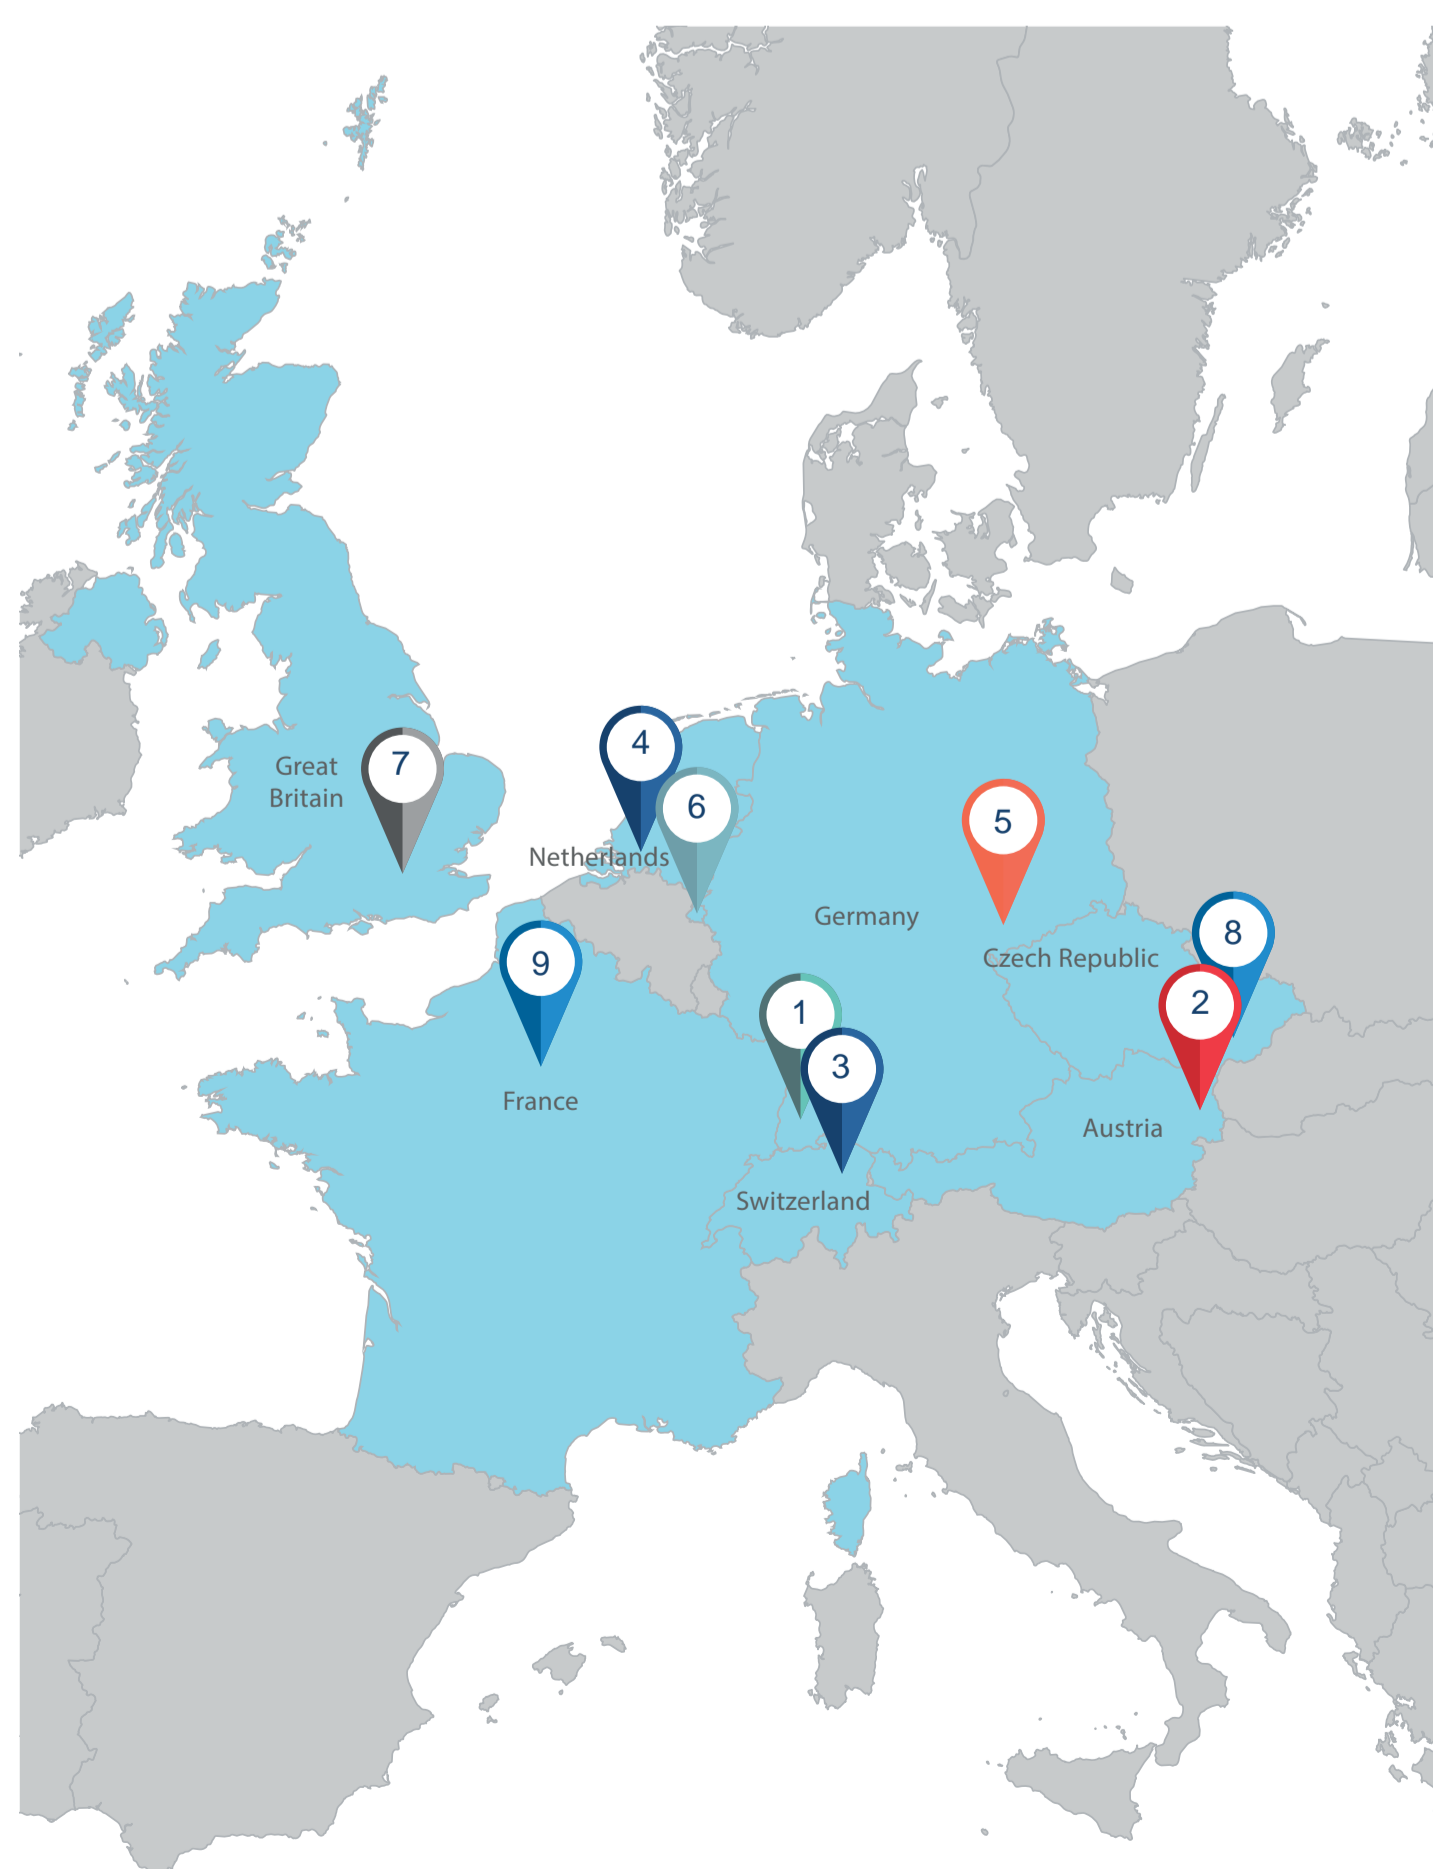 4
Great
Britain
7
6
5
Netherlands
Germany
8
Czech Republic
9
2
1
3
France
Austria
Switzerland